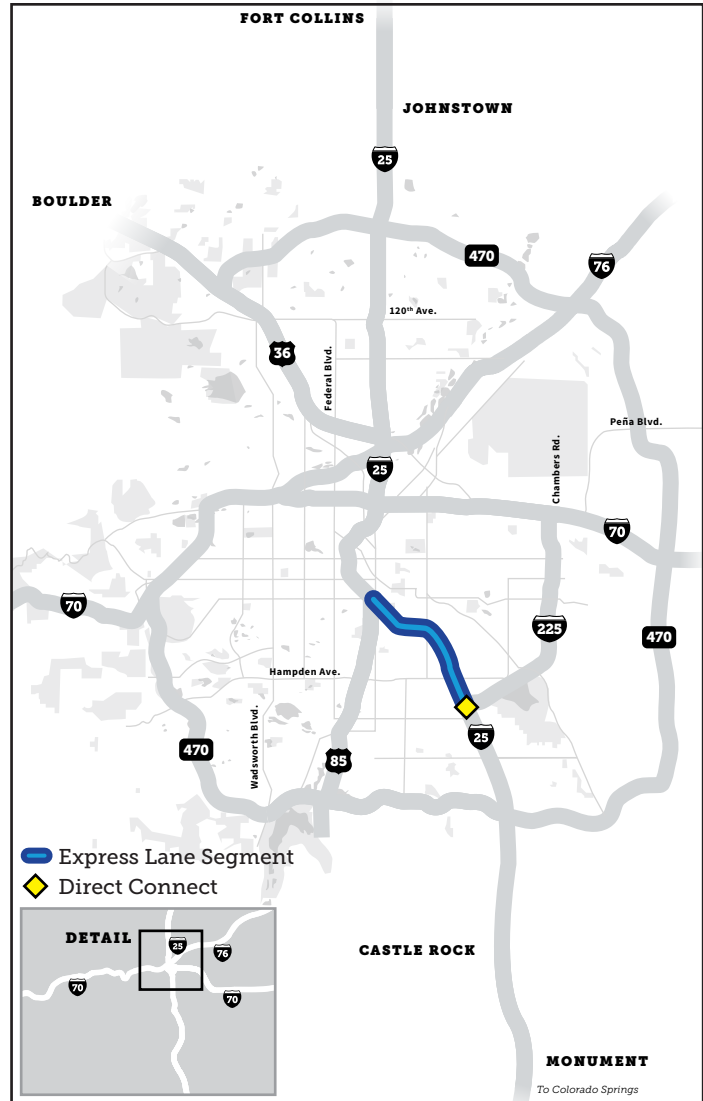 FORT COLLINS
JOHNSTOWN
25
BOULDER
470
76
120th Ave.
36
Federal Blvd.
Peña Blvd.
Chambers Rd.
25
70
70
225
470
Hampden Ave.
Wadsworth Blvd.
25
470
85
Express Lane Segment
Direct Connect
DETAIL
25
76
70
70
CASTLE ROCK
MONUMENT
To Colorado Springs